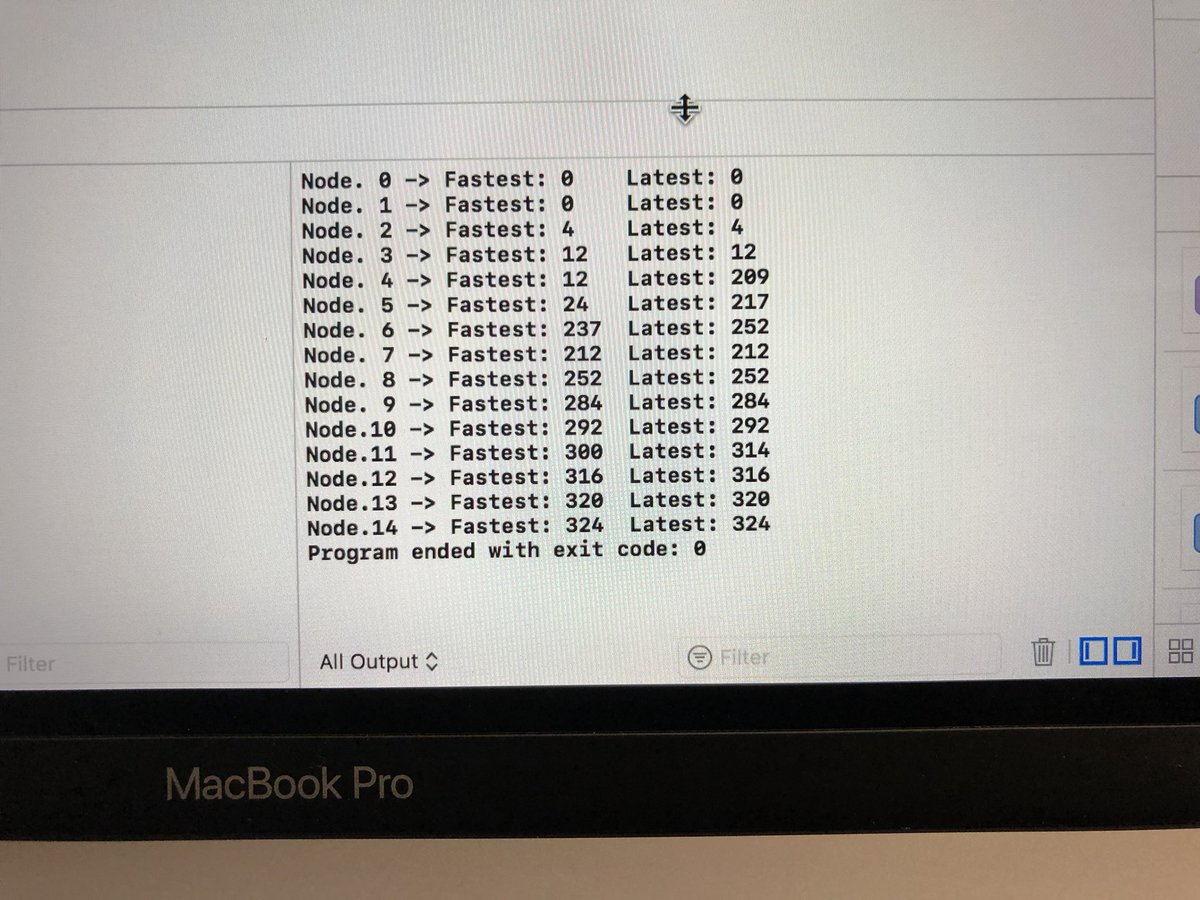 Node. 0 -> Fastest: 0    Latest: 0
Node. 1 -> Fastest: 0    Latest: 0
Node. 2 -> Fastest: 4    Latest: 4
Node. 3 -> Fastest: 12   Latest: 12
Node. 4 -> Fastest: 12   Latest: 209
Node. 5 -> Fastest: 24   Latest: 217
Node. 6 -> Fastest: 237  Latest: 252
Node. 7 -> Fastest: 212  Latest: 212
Node. 8 -> Fastest: 252  Latest: 252
Node. 9 -> Fastest: 284  Latest: 284
Node.10 -> Fastest: 292  Latest: 292
Node.11 -> Fastest: 300  Latest: 314
Node.12 -> Fastest: 316  Latest: 316
Node.13 -> Fastest: 320  Latest: 320
Node.14 -> Fastest: 324  Latest: 324
Program ended with exit code: 0
Filter
All Output
Filter
MacBook Pro